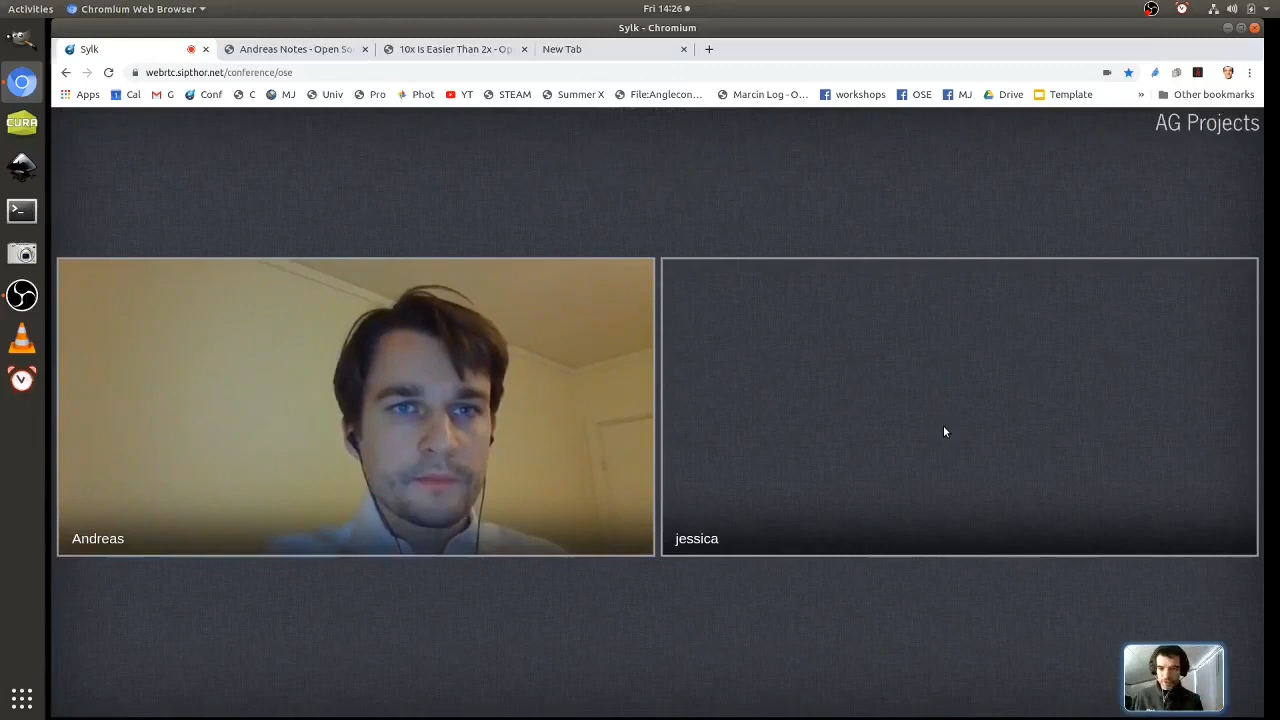 Activities Chromium Web Browser Fri 14:26
Sylk - Chromium
Sylk Andreas Notes - Open So 10x Is Easier Than 2x - Op New Tab
webrtc.sipthor.net/conference/ose
Apps Cal G Conf C MJ Univ Pro Phot YT STEAM Summer X File:Anglecon... Marcin Log - O... workshops OSE MJ Drive Template » Other bookmarks
AG Projects
CURA
Andreas
jessica